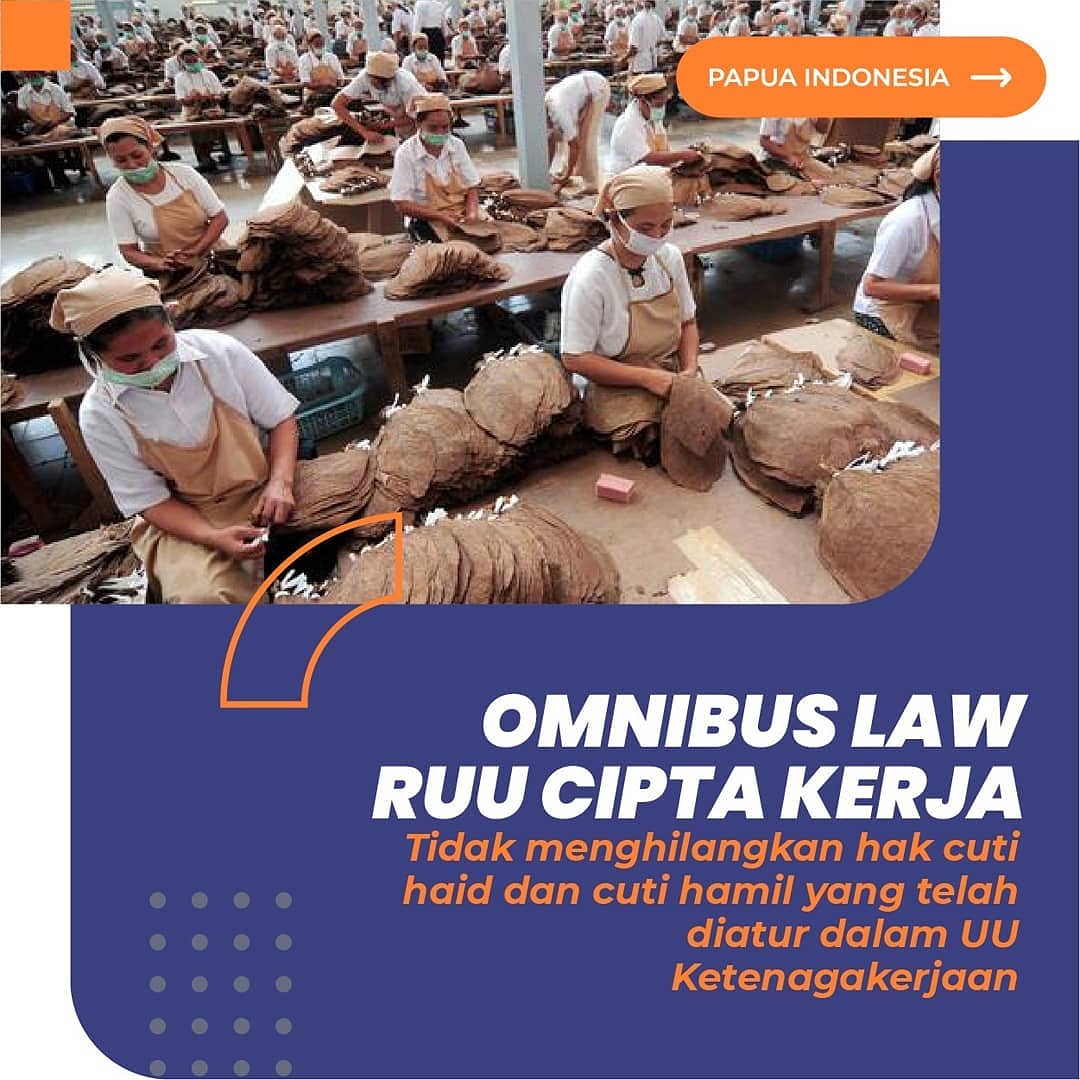 PAPUA INDONESIA
OMNIBUS LAW
RUU CIPTA KERJA
Tidak menghilangkan hak cuti
haid dan cuti hamil yang telah
diatur dalam UU
Ketenagakerjaan